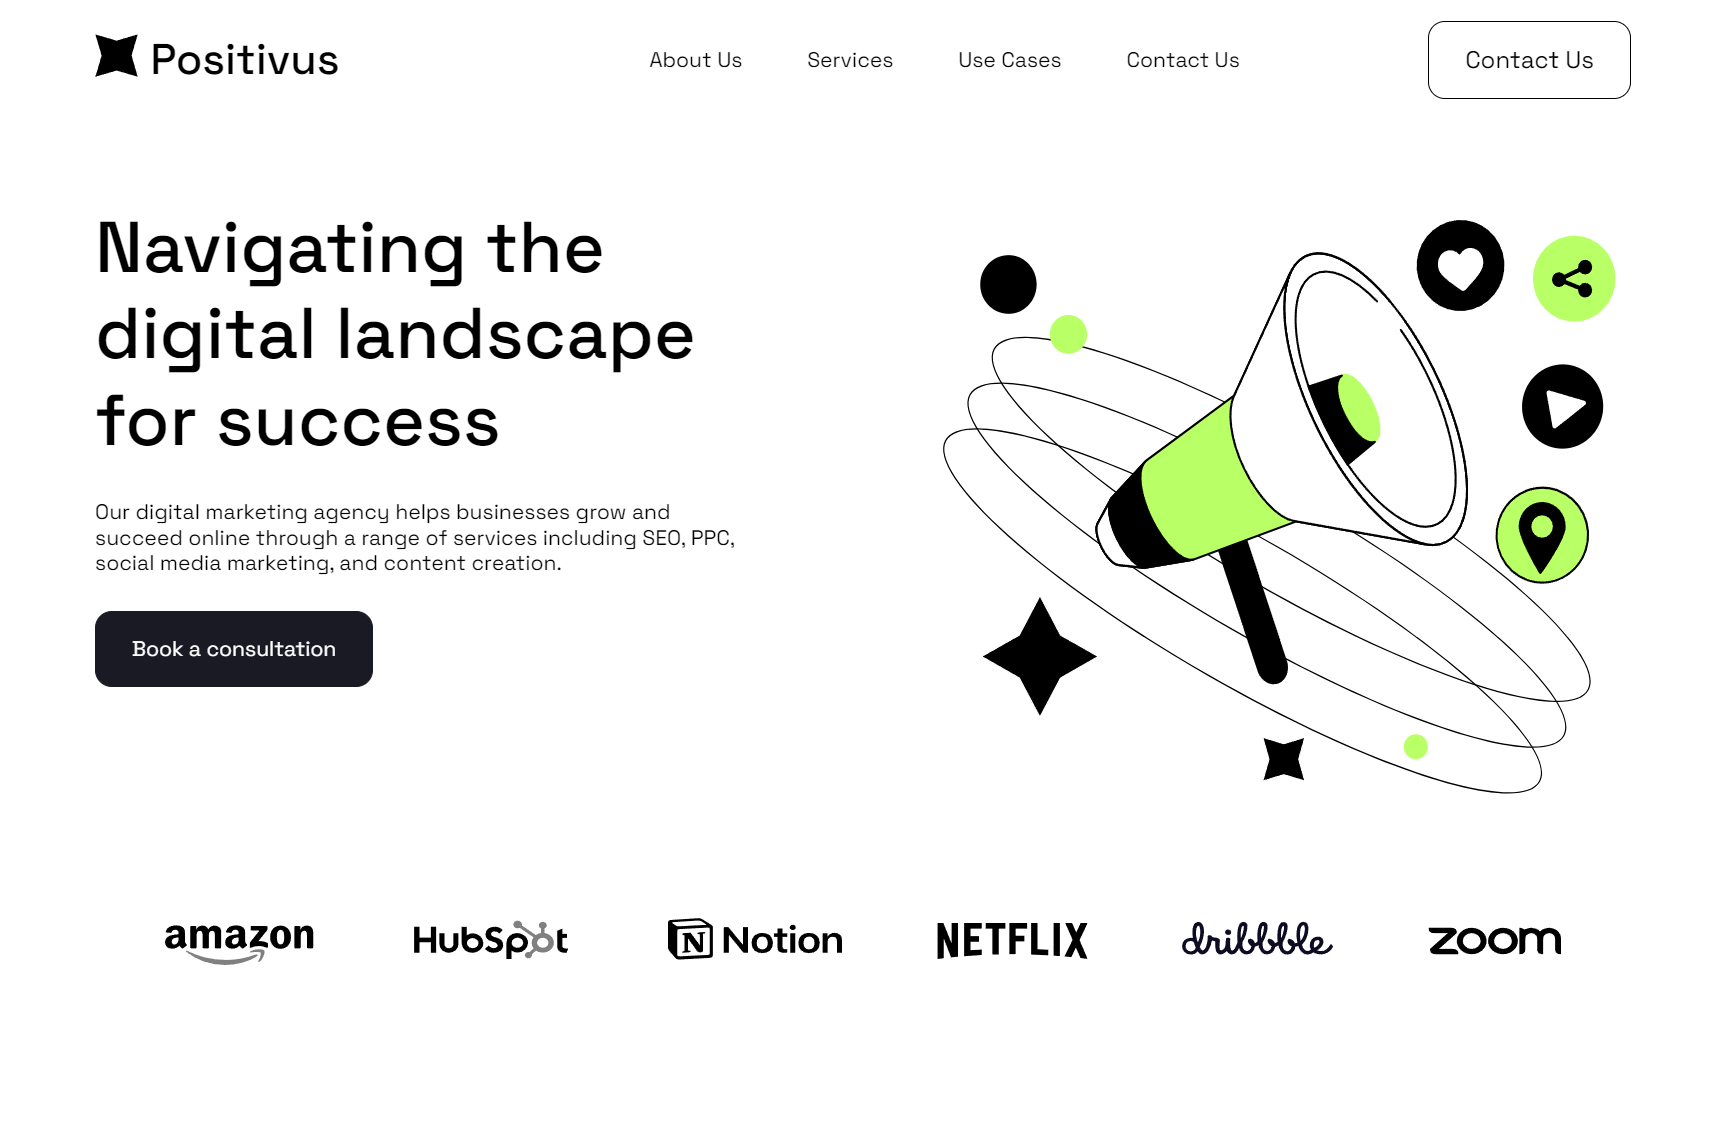 Positivus
About Us
Services
Use Cases
Contact Us
Contact Us
Navigating the
digital landscape
for success
Our digital marketing agency helps businesses grow and
succeed online through a range of services including SEO, PPC,
social media marketing, and content creation.
Book a consultation
amazon
HubSpot
N Notion
NETFLIX
dribbble
zoom